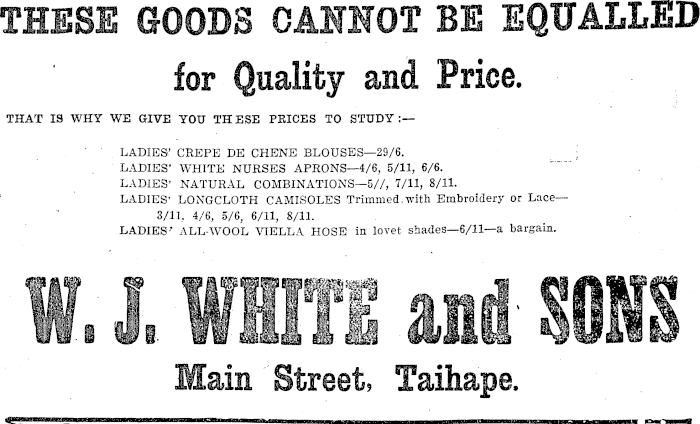 THESE GOODS CANNOT BE EQUALLED
for Quality and Price.
THAT IS WHY WE GIVE YOU THESE PRICES TO STUDY:—
LADIES' CREPE DE CHENE BLOUSES—29/6.
LADIES' WHITE NURSES APRONS—4/6, 5/11, 6/6.
LADIES' NATURAL COMBINATIONS—5//, 7/11, 8/11.
LADIES' LONGCLOTH CAMISOLES Trimmed with Embroidery or Lace—
3/11, 4/6, 5/6, 6/11, 8/11.
LADIES' ALL-WOOL VIELLA HOSE in lovet shades—6/11—a bargain.
W. J. WHITE and SONS
Main Street, Taihape.